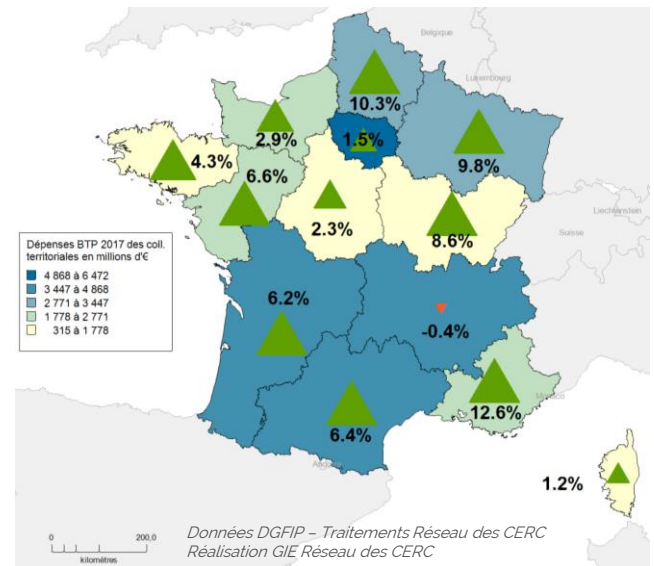 Belgique
Luxembourg
10.3%
1.5%
2.9%
9.8%
4.3%
6.6%
2.3%
8.6%
Suisse
Liechtenstein
Dépenses BTP 2017 des coll.
territoriales en millions d'€
4 868 à 6 472
3 447 à 4 868
2 771 à 3 447
1 778 à 2 771
315 à 1 778
6.2%
-0.4%
6.4%
12.6%
Monaco
1.2%
0 200,0
kilomètres
Données DGFIP – Traitements Réseau des CERC
Réalisation GIE Réseau des CERC